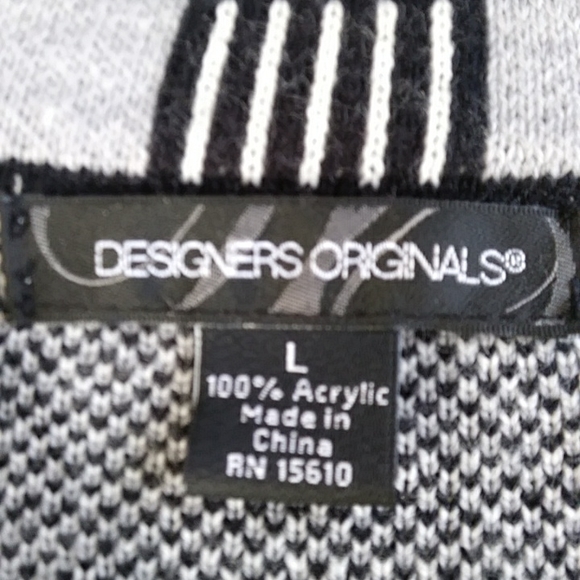 DESIGNERS ORIGINALS®
L
100% Acrylic
Made in
China
RN 15610